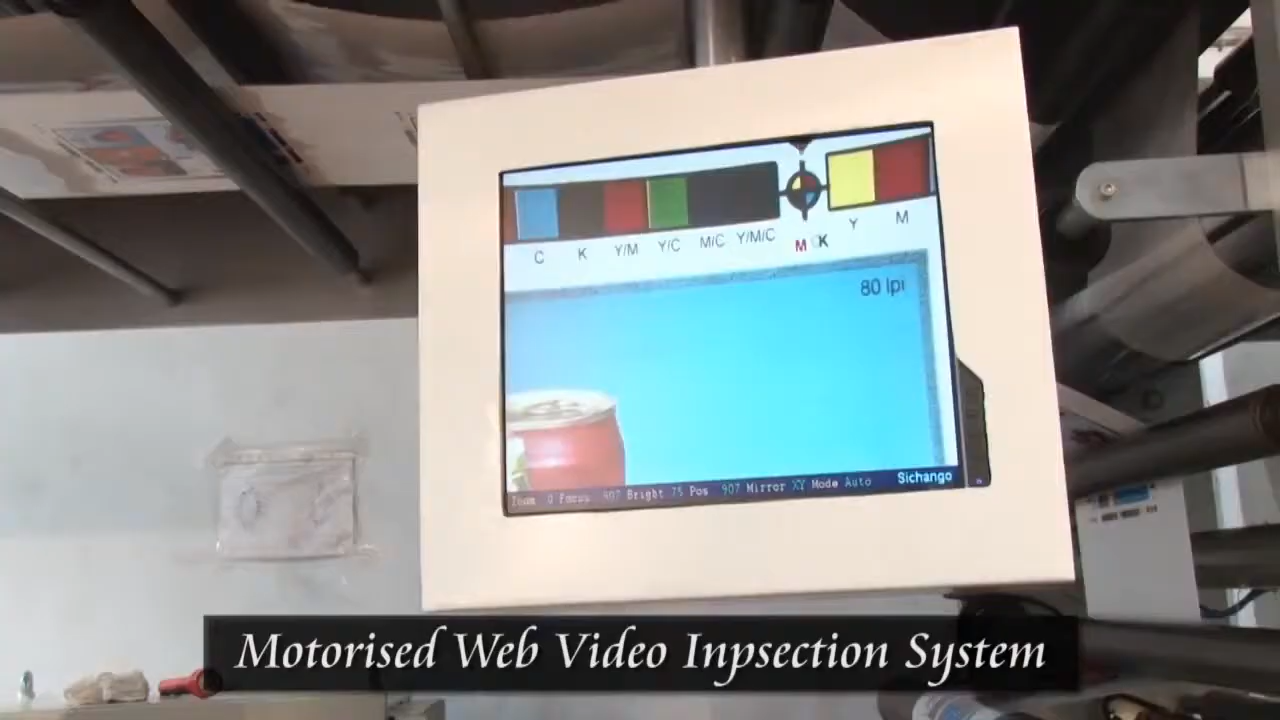 C K Y/M Y/C M/C Y/M/C M CK Y M
80 lpi
Zoom 0 Focus 907 Bright 75 Pos 907 Mirror XY Mode Auto Sichango
Motorised Web Video Inpsection System